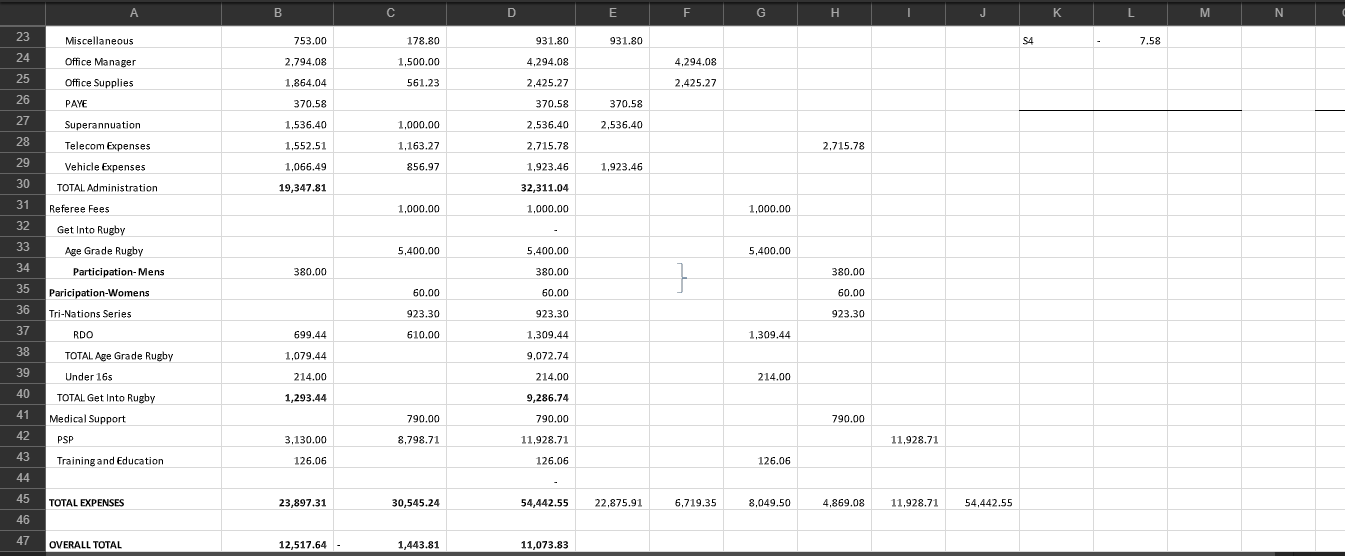 A B C D E F G H I J K L M N
23 Miscellaneous 753.00 178.80 931.80 931.80 S4 - 7.58
24 Office Manager 2,794.08 1,500.00 4,294.08 4,294.08
25 Office Supplies 1,864.04 561.23 2,425.27 2,425.27
26 PAYE 370.58 370.58 370.58
27 Superannuation 1,536.40 1,000.00 2,536.40 2,536.40
28 Telecom Expenses 1,552.51 1,163.27 2,715.78 2,715.78
29 Vehicle Expenses 1,066.49 856.97 1,923.46 1,923.46
30 TOTAL Administration 19,347.81 32,311.04
31 Referee Fees 1,000.00 1,000.00 1,000.00
32 Get Into Rugby -
33 Age Grade Rugby 5,400.00 5,400.00 5,400.00
34 Participation- Mens 380.00 380.00 380.00
35 Paricipation-Womens 60.00 60.00 60.00
36 Tri-Nations Series 923.30 923.30 923.30
37 RDO 699.44 610.00 1,309.44 1,309.44
38 TOTAL Age Grade Rugby 1,079.44 9,072.74
39 Under 16s 214.00 214.00 214.00
40 TOTAL Get Into Rugby 1,293.44 9,286.74
41 Medical Support 790.00 790.00 790.00
42 PSP 3,130.00 8,798.71 11,928.71 11,928.71
43 Training and Education 126.06 126.06 126.06
44 -
45 TOTAL EXPENSES 23,897.31 30,545.24 54,442.55 22,875.91 6,719.35 8,049.50 4,869.08 11,928.71 54,442.55
46
47 OVERALL TOTAL 12,517.64 - 1,443.81 11,073.83